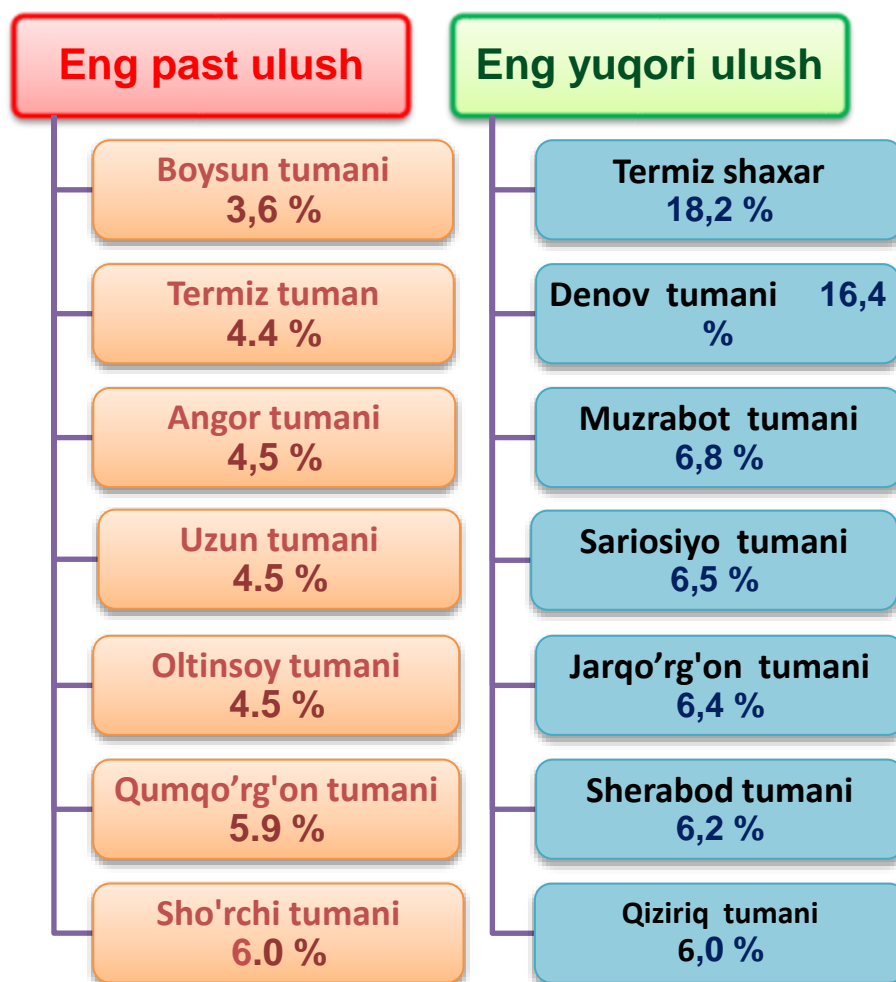 Eng past ulush
Boysun tumani
3,6 %
Termiz tuman
4.4 %
Angor tumani
4,5 %
Uzun tumani
4.5 %
Oltinsoy tumani
4.5 %
Qumqo’rg'on tumani
5.9 %
Sho'rchi tumani
6.0 %
Eng yuqori ulush
Termiz shaxar
18,2 %
Denov tumani 16,4
%
Muzrabot tumani
6,8 %
Sariosiyo tumani
6,5 %
Jarqo’rg'on tumani
6,4 %
Sherabod tumani
6,2 %
Qiziriq tumani
6,0 %